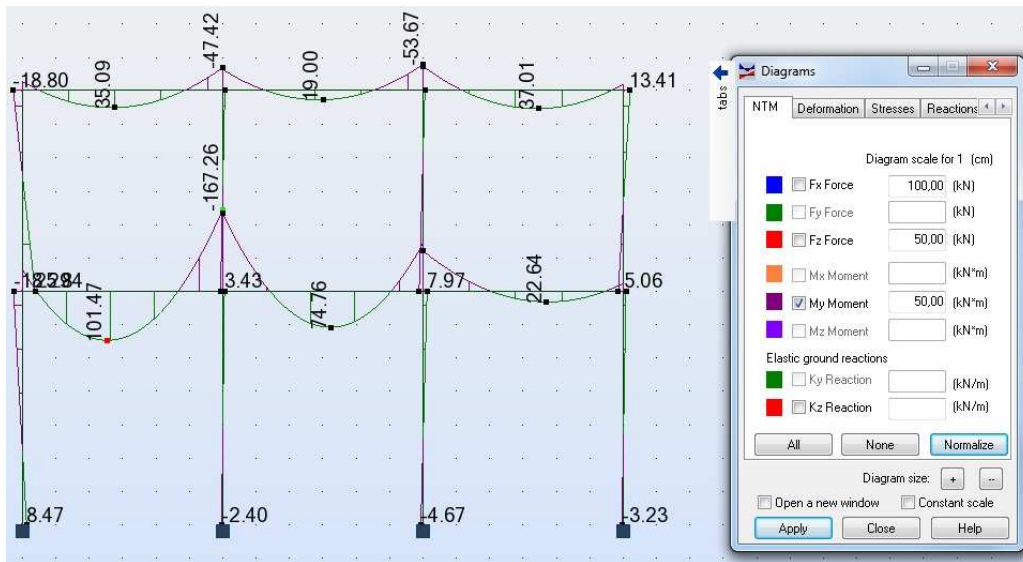 -18.80
35.09
-47.42
19.00
-53.67
37.01
13.41
-167.26
101.47
3.43
74.76
7.97
22.64
5.06
8.47
-2.40
-4.67
-3.23
tabs
Diagrams
NTM Deformation Stresses Reactions
Diagram scale for 1 (cm)
Fx Force 100,00 (kN)
Fy Force (kN)
Fz Force 50,00 (kN)
Mx Moment (kN*m)
My Moment 50,00 (kN*m)
Mz Moment (kN*m)
Elastic ground reactions
Ky Reaction (kN/m)
Kz Reaction (kN/m)
All None Normalize
Diagram size: + --
Open a new window Constant scale
Apply Close Help